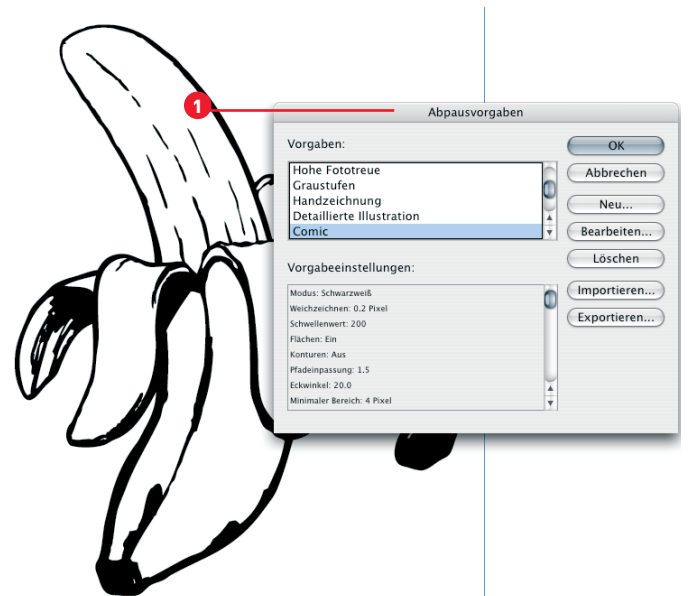 1
Abpausvorgaben
Vorgaben:
Hohe Fototreue
Graustufen
Handzeichnung
Detaillierte Illustration
Comic
OK
Abbrechen
Neu...
Bearbeiten...
Löschen
Importieren...
Exportieren...
Vorgabeeinstellungen:
Modus: Schwarzweiß
Weichzeichnen: 0.2 Pixel
Schwellenwert: 200
Flächen: Ein
Konturen: Aus
Pfadeinpassung: 1.5
Eckwinkel: 20.0
Minimaler Bereich: 4 Pixel